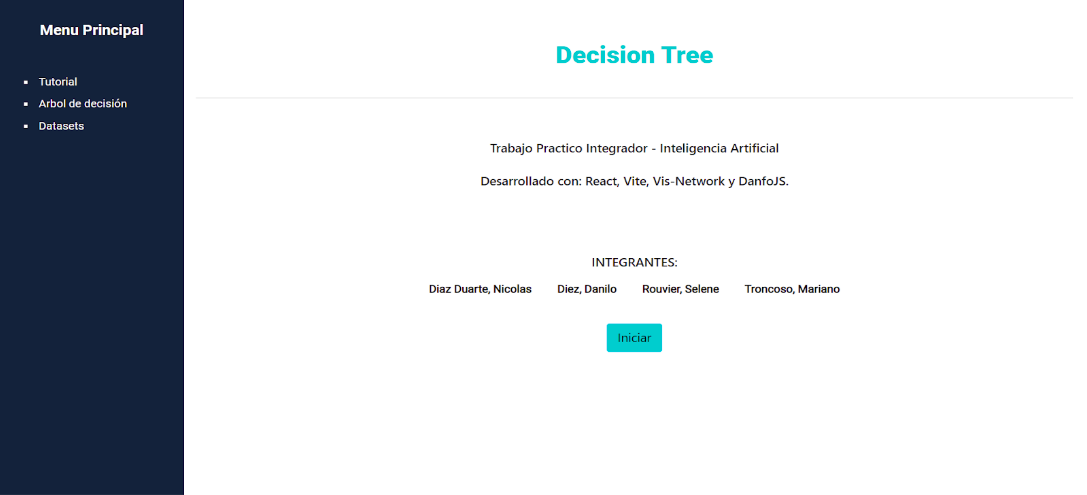 Menu Principal
Tutorial
Arbol de decisión
Datasets
Decision Tree
Trabajo Practico Integrador - Inteligencia Artificial
Desarrollado con: React, Vite, Vis-Network y DanfoJS.
INTEGRANTES:
Diaz Duarte, Nicolas Diez, Danilo Rouvier, Selene Troncoso, Mariano
Iniciar